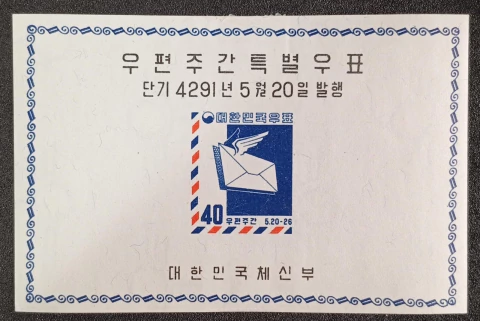 우편주간특별우표
단기 4291년 5월 20일 발행
대한민국우표
40 우편주간 5.20-26
대한민국체신부